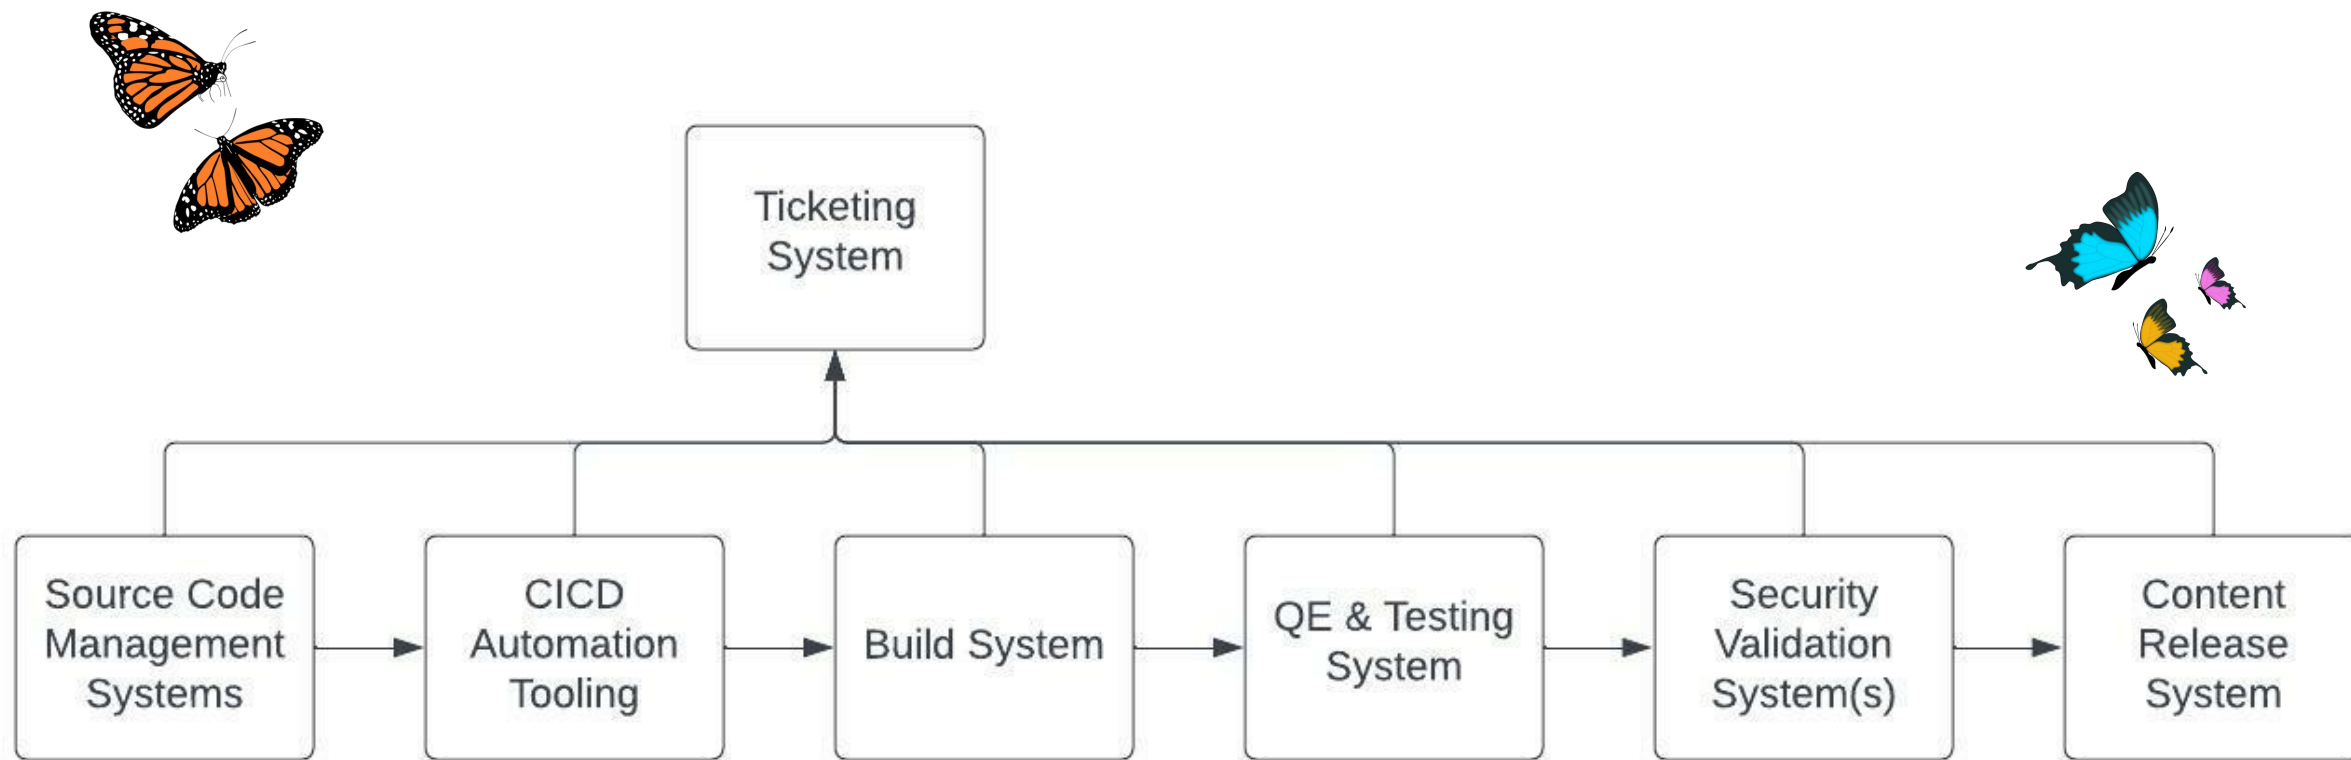 Ticketing
System
Source Code
Management
Systems
CICD
Automation
Tooling
Build System
QE & Testing
System
Security
Validation
System(s)
Content
Release
System